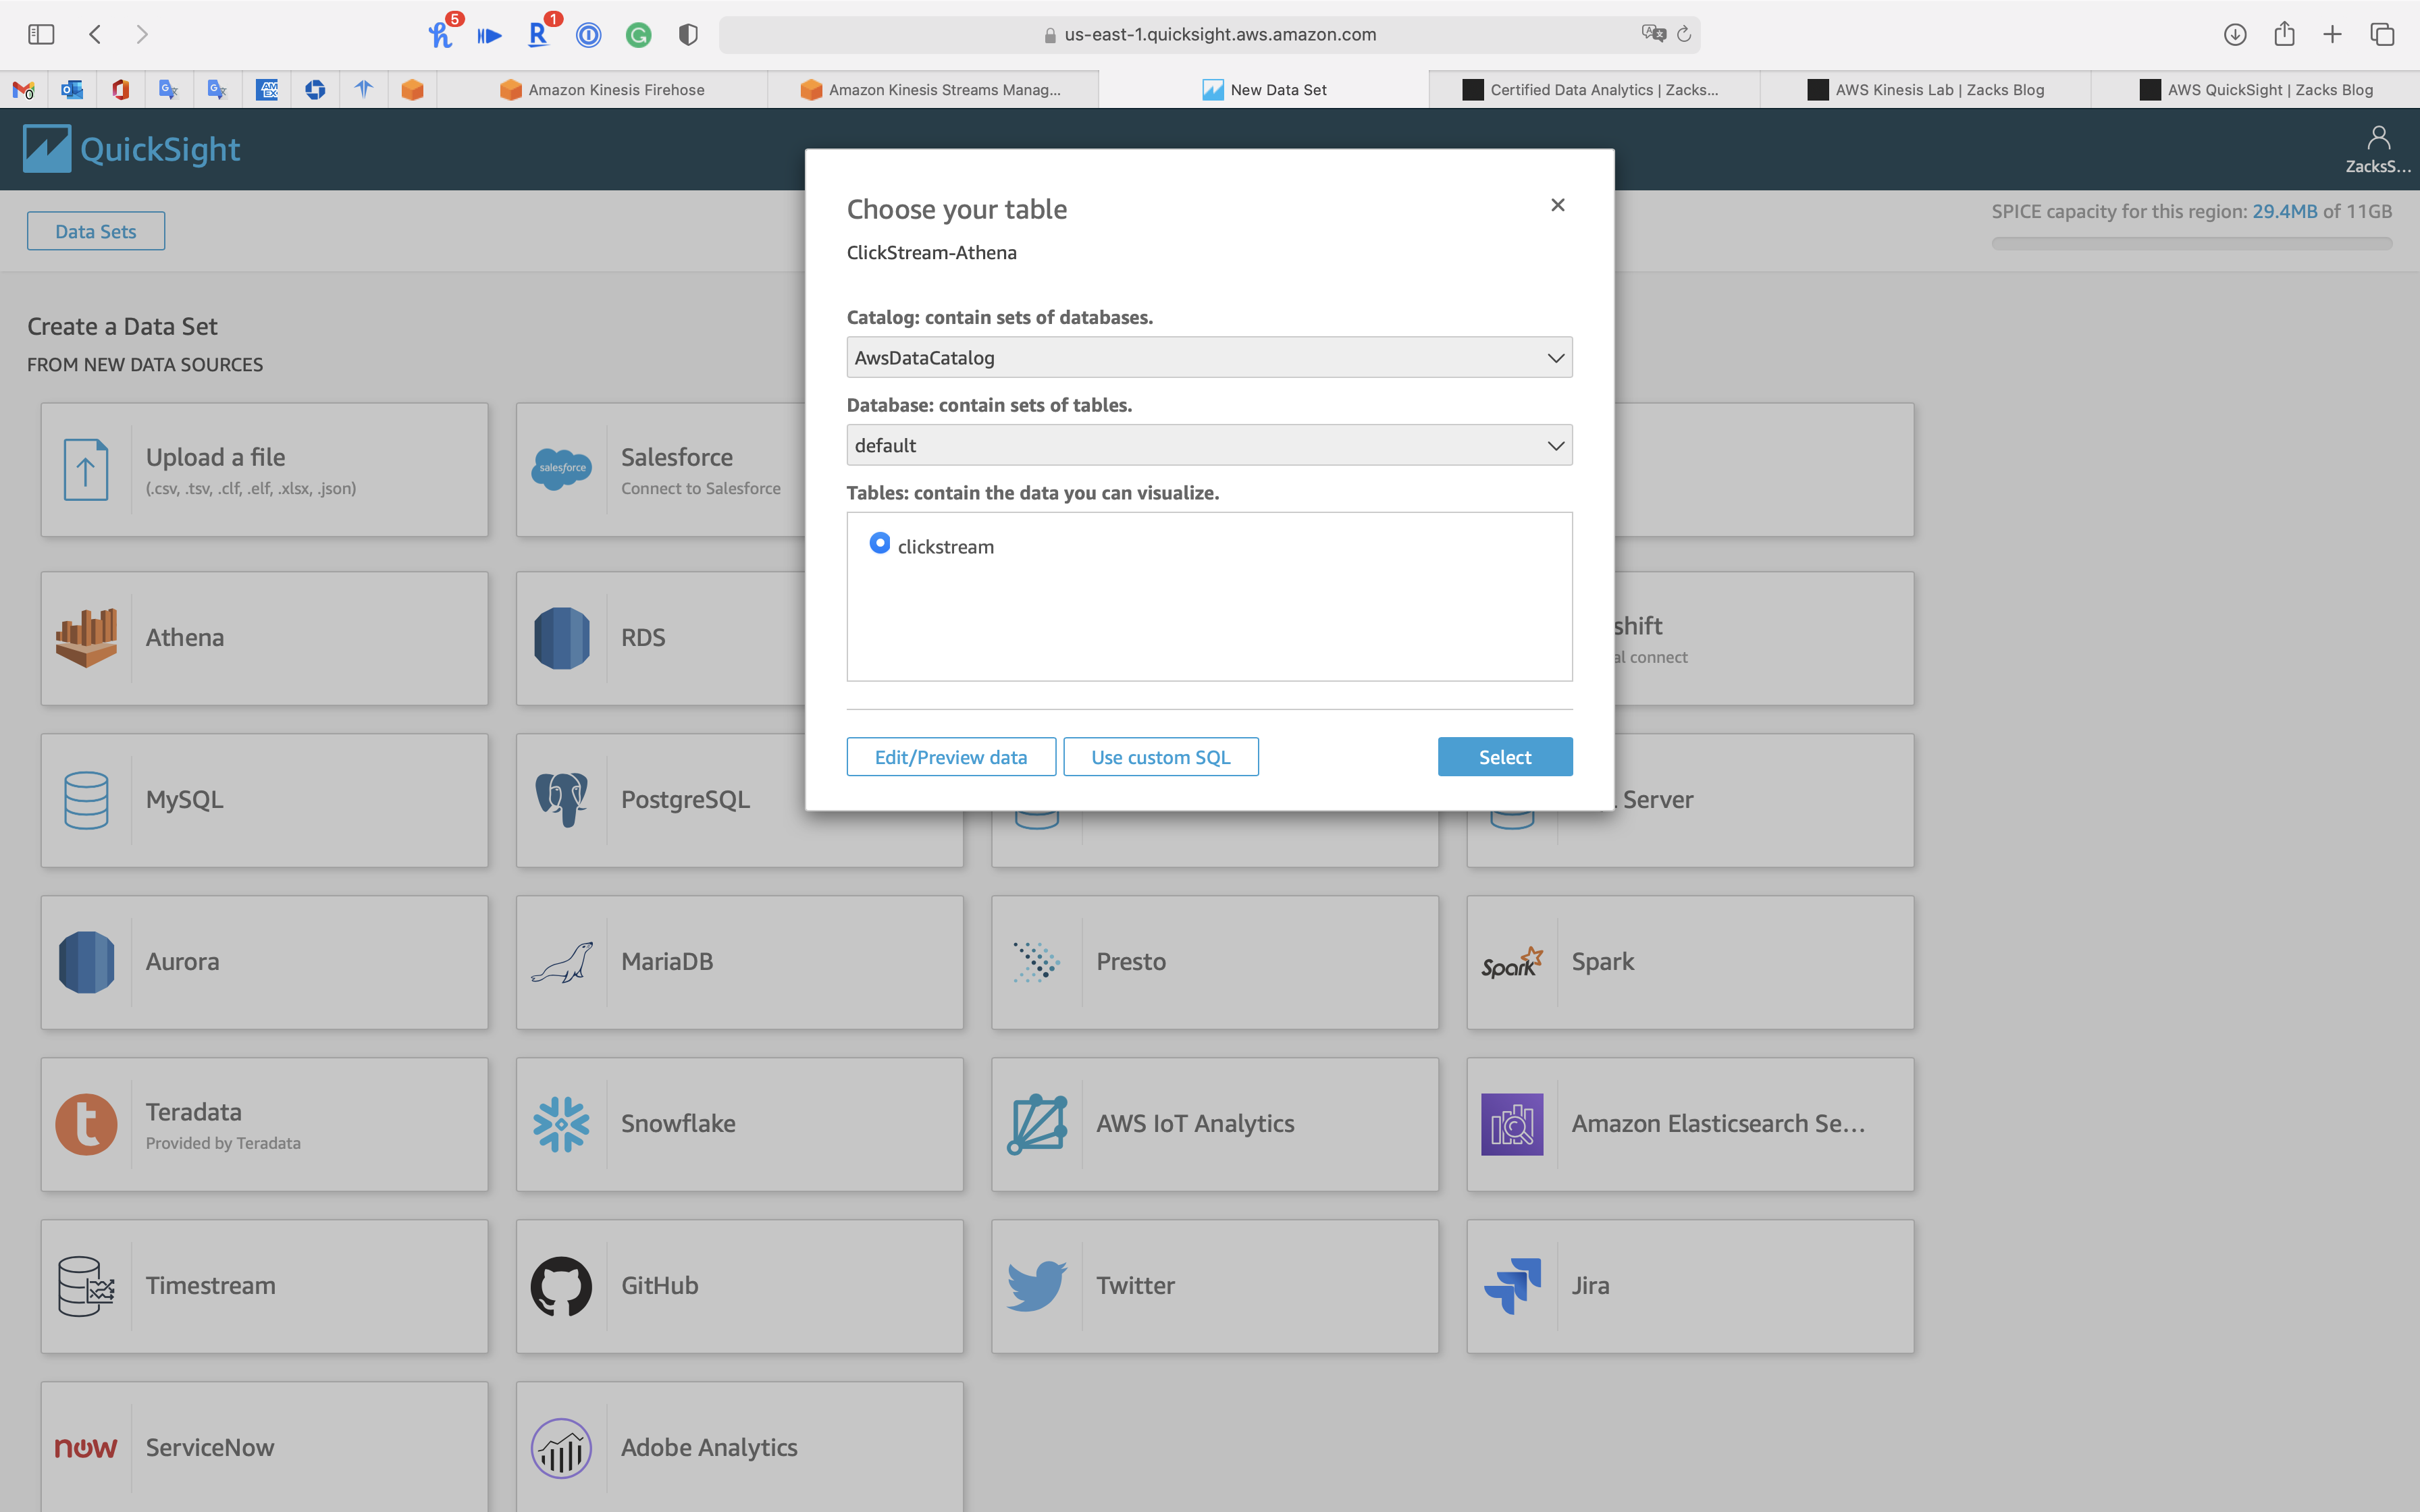 5
1
us-east-1.quicksight.aws.amazon.com
Amazon Kinesis Firehose
Amazon Kinesis Streams Manag...
New Data Set
Certified Data Analytics | Zacks...
AWS Kinesis Lab | Zacks Blog
AWS QuickSight | Zacks Blog
QuickSight
ZacksS...
Data Sets
SPICE capacity for this region: 29.4MB of 11GB
Choose your table
ClickStream-Athena
Catalog: contain sets of databases.
AwsDataCatalog
Database: contain sets of tables.
default
Tables: contain the data you can visualize.
clickstream
Edit/Preview data
Use custom SQL
Select
Create a Data Set
FROM NEW DATA SOURCES
Upload a file
(.csv, .tsv, .clf, .elf, .xlsx, .json)
salesforce
Salesforce
Connect to Salesforce
Athena
RDS
shift
al connect
MySQL
PostgreSQL
Server
Aurora
MariaDB
Presto
Spark
Spark
t
Teradata
Provided by Teradata
Snowflake
AWS IoT Analytics
Amazon Elasticsearch Se...
Timestream
GitHub
Twitter
Jira
now
ServiceNow
Adobe Analytics